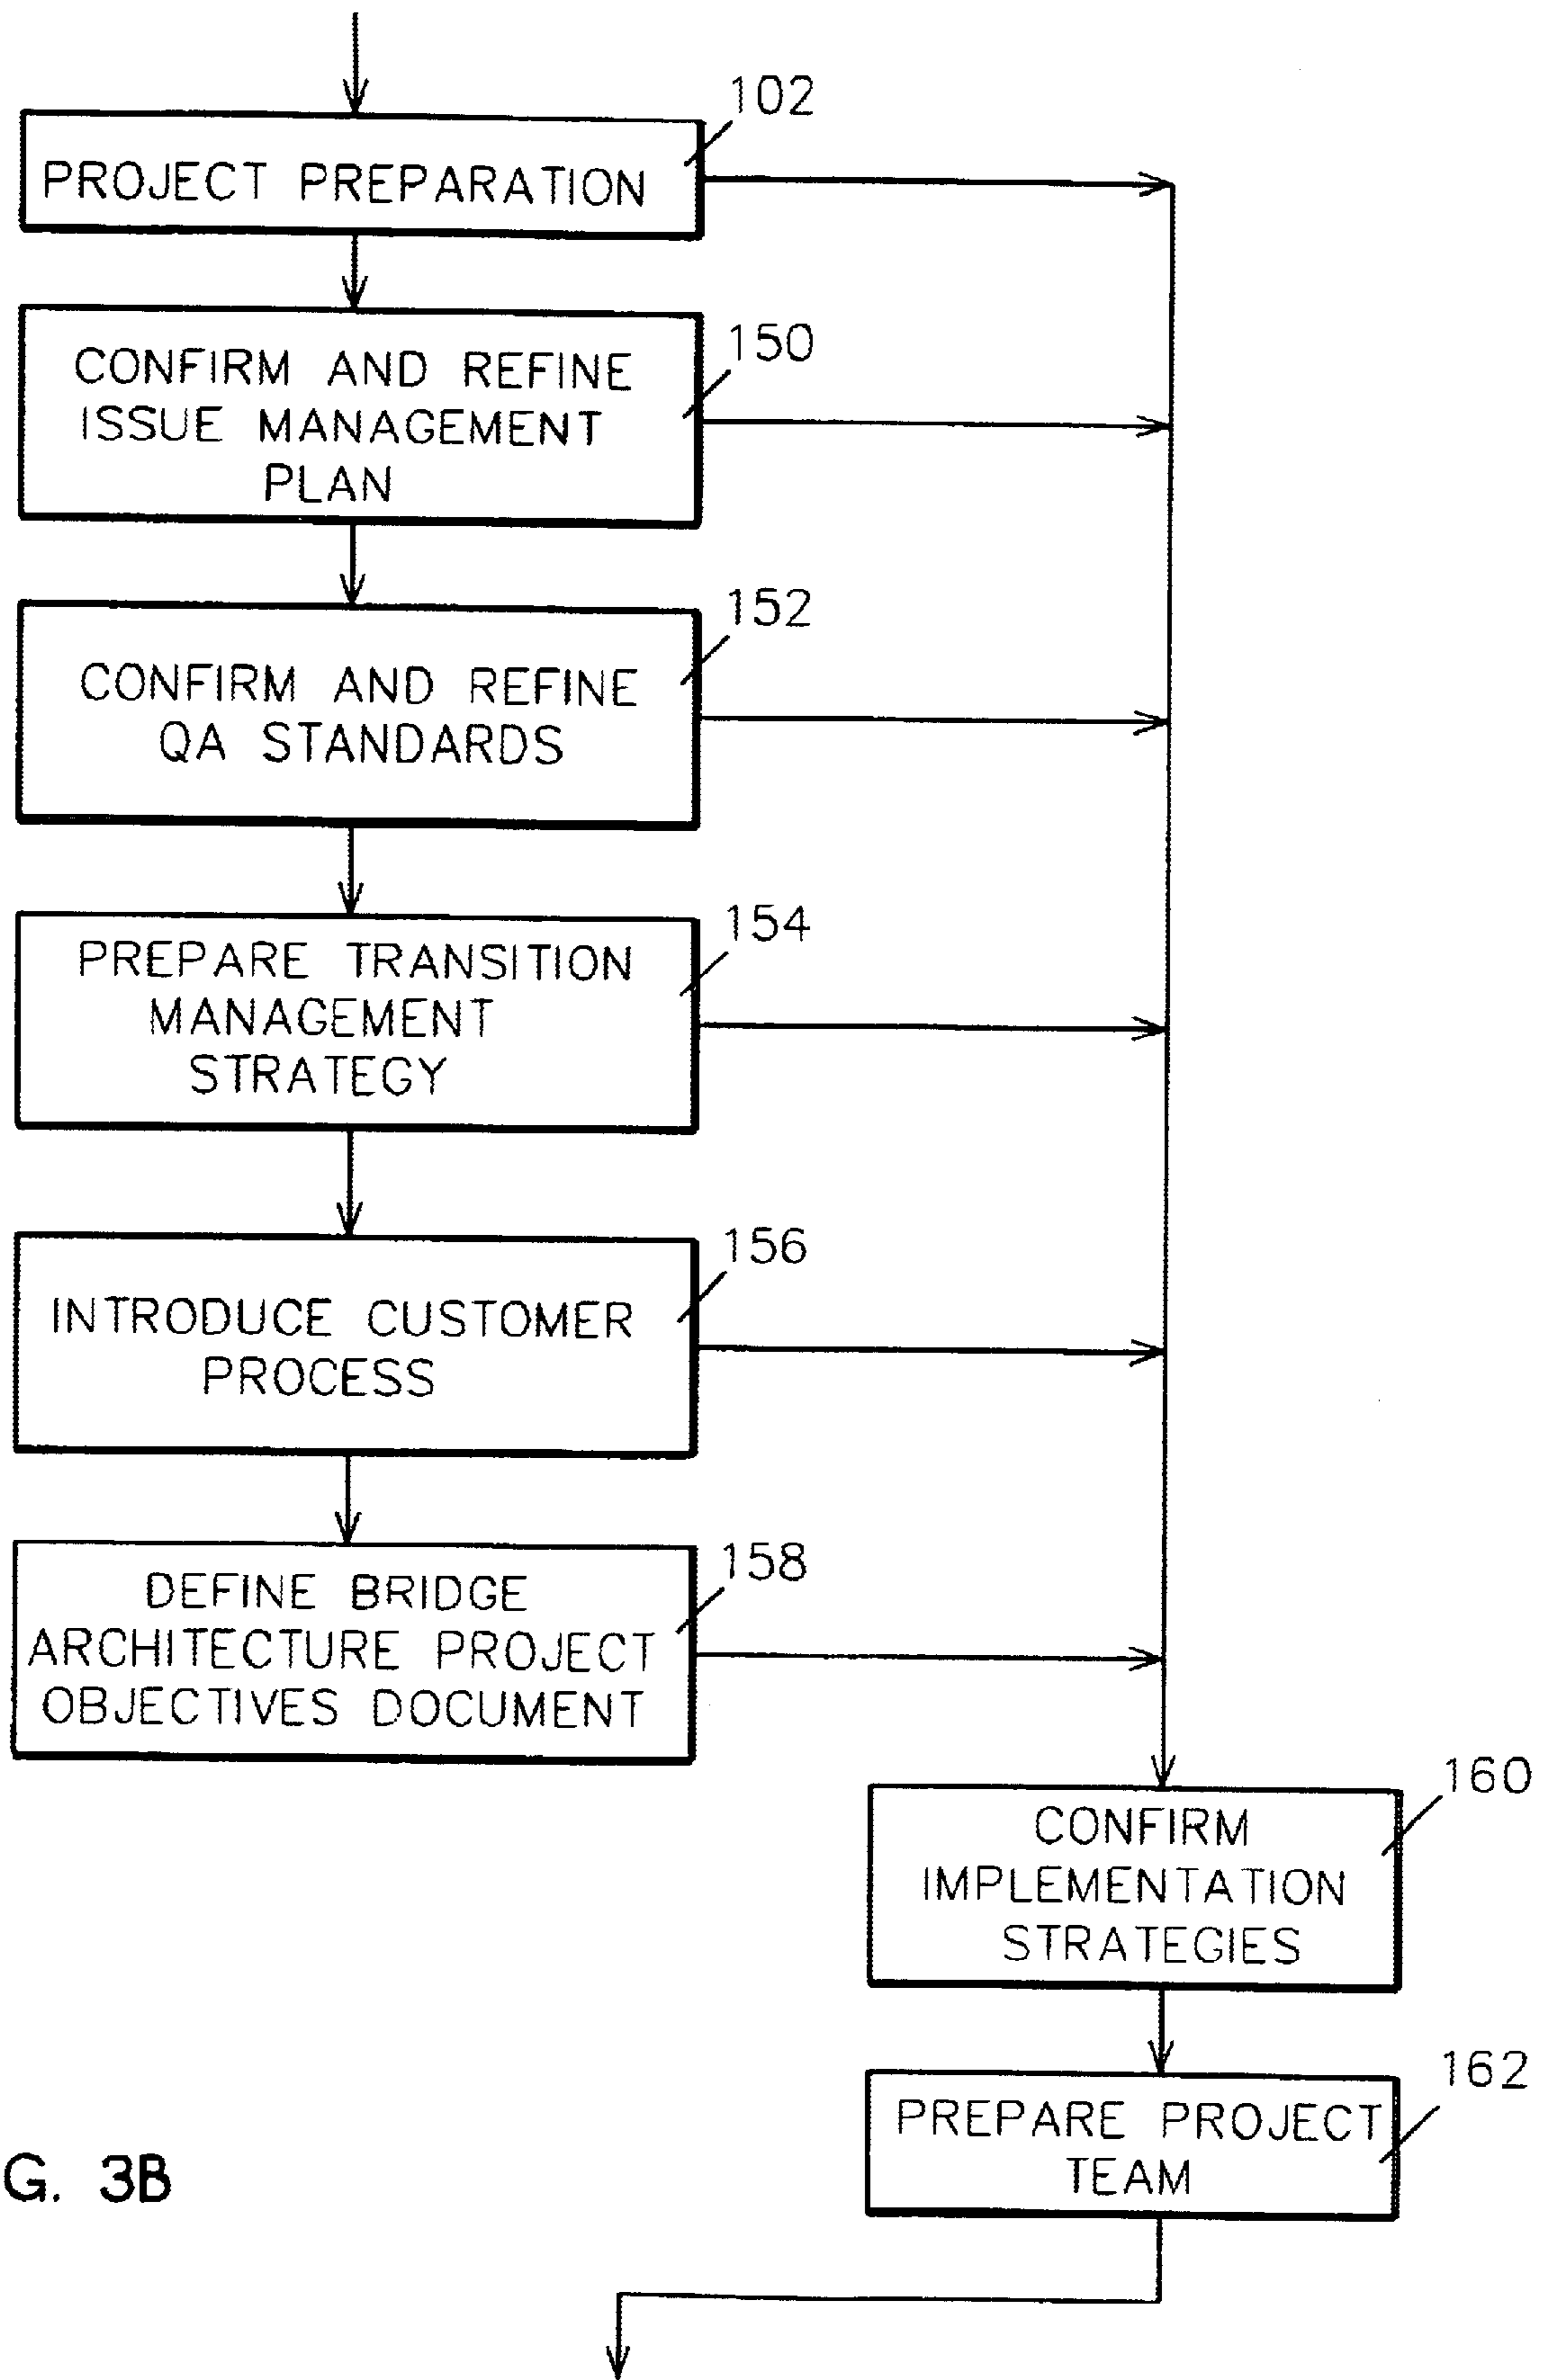 102
PROJECT PREPARATION
150
CONFIRM AND REFINE
ISSUE MANAGEMENT
PLAN
152
CONFIRM AND REFINE
QA STANDARDS
154
PREPARE TRANSITION
MANAGEMENT
STRATEGY
156
INTRODUCE CUSTOMER
PROCESS
158
DEFINE BRIDGE
ARCHITECTURE PROJECT
OBJECTIVES DOCUMENT
160
CONFIRM
IMPLEMENTATION
STRATEGIES
162
PREPARE PROJECT
TEAM
G. 3B